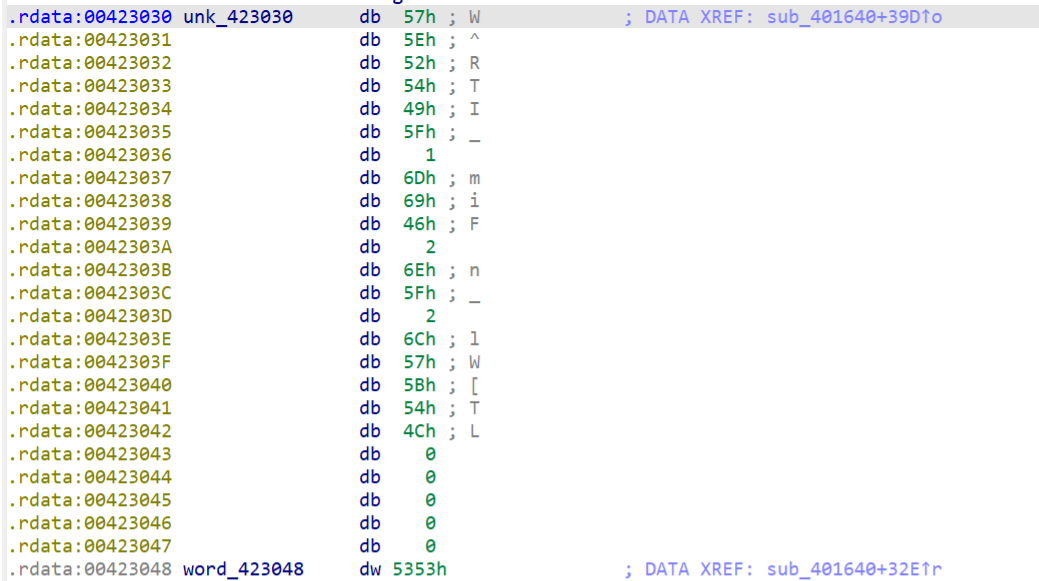 .rdata:00423030 unk_423030 db 57h ; W ; DATA XREF: sub_401640+39D↑o
.rdata:00423031 db 5Eh ; ^
.rdata:00423032 db 52h ; R
.rdata:00423033 db 54h ; T
.rdata:00423034 db 49h ; I
.rdata:00423035 db 5Fh ; _
.rdata:00423036 db 1
.rdata:00423037 db 6Dh ; m
.rdata:00423038 db 69h ; i
.rdata:00423039 db 46h ; F
.rdata:0042303A db 2
.rdata:0042303B db 6Eh ; n
.rdata:0042303C db 5Fh ; _
.rdata:0042303D db 2
.rdata:0042303E db 6Ch ; l
.rdata:0042303F db 57h ; W
.rdata:00423040 db 5Bh ; [
.rdata:00423041 db 54h ; T
.rdata:00423042 db 4Ch ; L
.rdata:00423043 db 0
.rdata:00423044 db 0
.rdata:00423045 db 0
.rdata:00423046 db 0
.rdata:00423047 db 0
.rdata:00423048 word_423048 dw 5353h ; DATA XREF: sub_401640+32E↑r